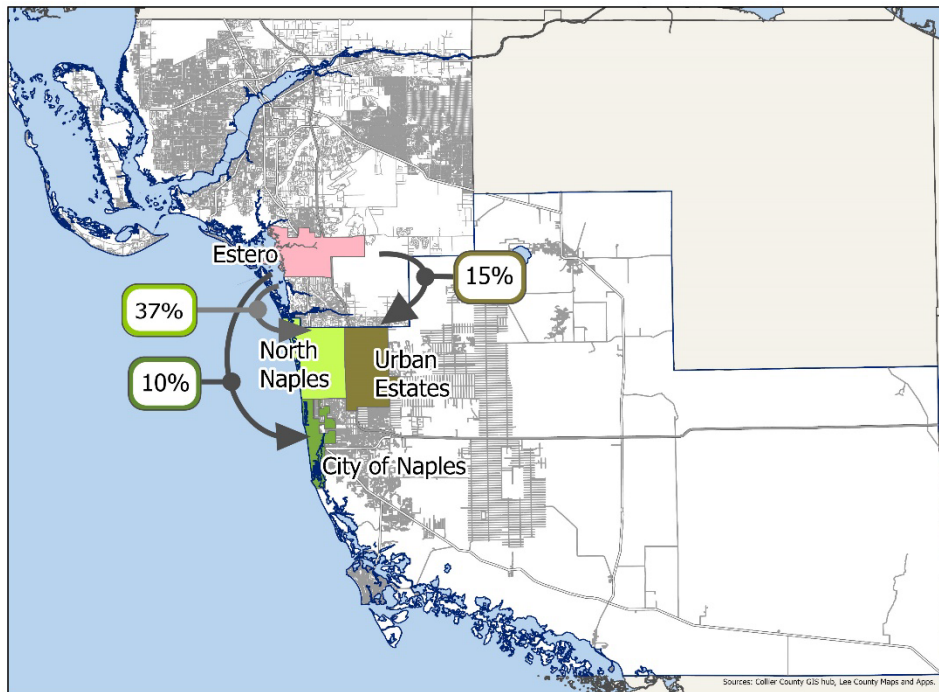 Estero
15%
37%
North
Naples
Urban
Estates
10%
City of Naples
Sources: Collier County GIS hub, Lee County Maps and Apps.